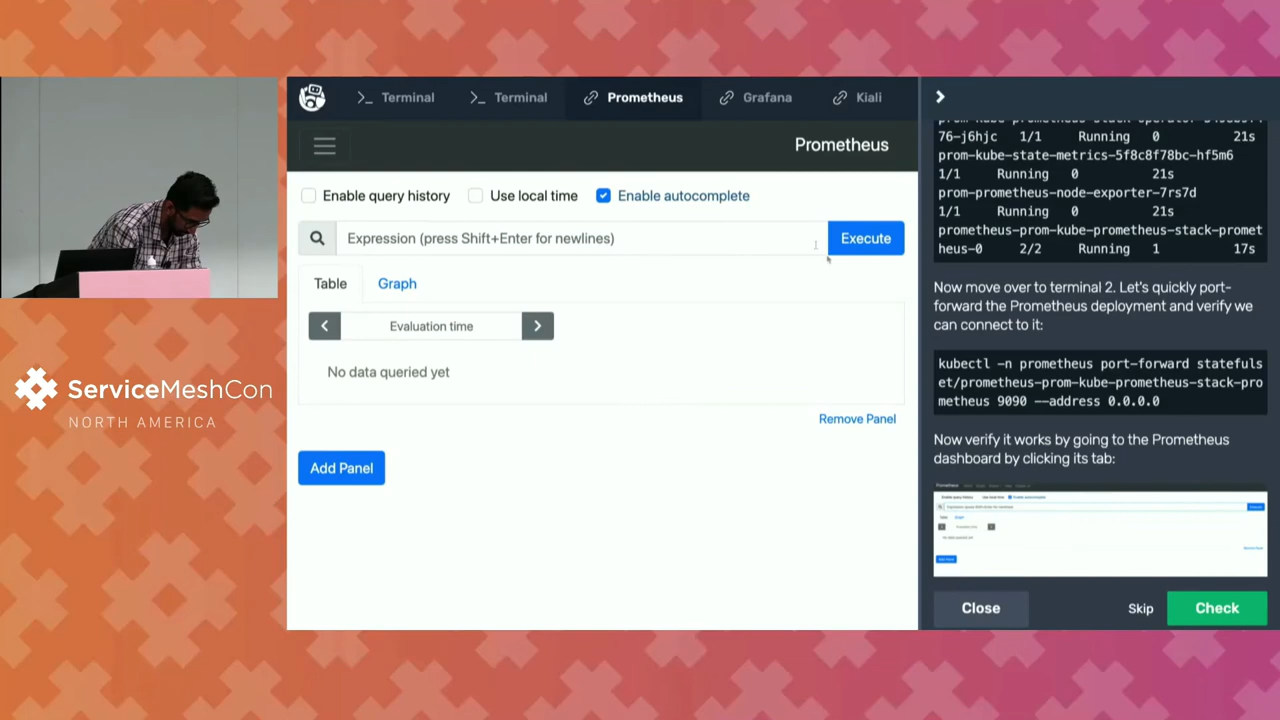 Terminal
Terminal
Prometheus
Grafana
Kiali
Prometheus
Enable query history
Use local time
Enable autocomplete
Expression (press Shift+Enter for newlines)
Execute
Table
Graph
Evaluation time
No data queried yet
Remove Panel
Add Panel
ServiceMeshCon
NORTH AMERICA
76-j6hjc 1/1 Running 0 21s
prom-kube-state-metrics-5f8c8f78bc-hf5m6
1/1 Running 0 21s
prom-prometheus-node-exporter-7rs7d
1/1 Running 0 21s
prometheus-prom-kube-prometheus-stack-promet
heus-0 2/2 Running 1 17s
Now move over to terminal 2. Let's quickly port-
forward the Prometheus deployment and verify we
can connect to it:
kubectl -n prometheus port-forward statefuls
et/prometheus-prom-kube-prometheus-stack-pro
metheus 9090 --address 0.0.0.0
Now verify it works by going to the Prometheus
dashboard by clicking its tab:
Close
Skip
Check